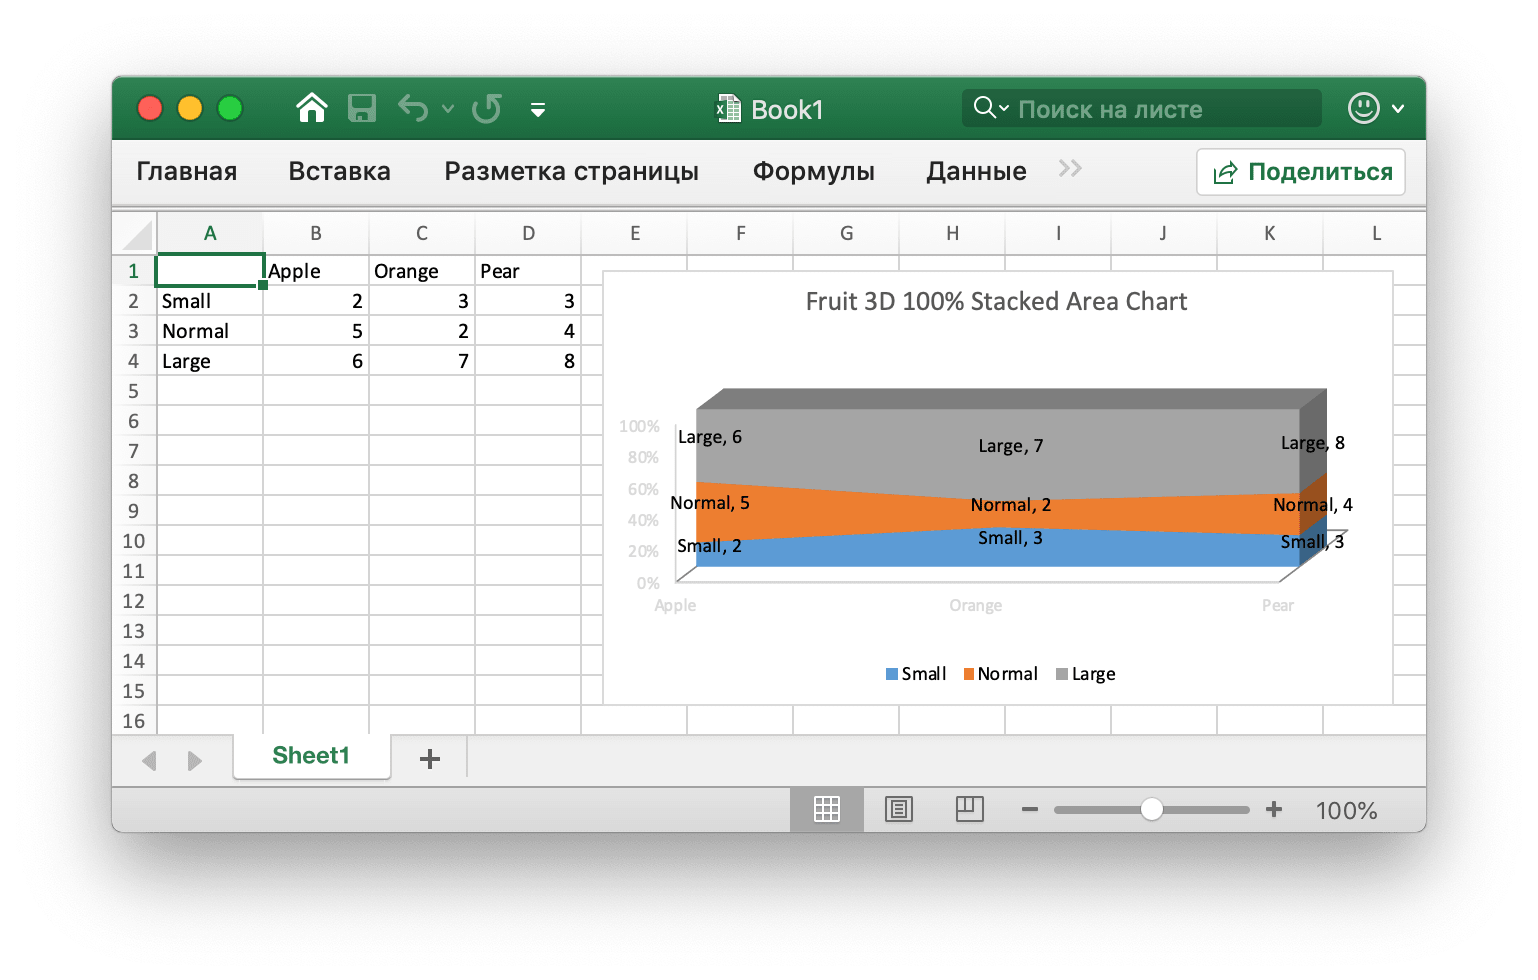 Book1
Поиск на листе
Главная Вставка Разметка страницы Формулы Данные Поделиться
A B C D E F G H I J K L
1 Apple Orange Pear
2 Small 2 3 3
3 Normal 5 2 4
4 Large 6 7 8
5
6
7
8
9
10
11
12
13
14
15
16
Fruit 3D 100% Stacked Area Chart
100%
80%
60%
40%
20%
0%
Large, 6 Large, 7 Large, 8
Normal, 5 Normal, 2 Normal, 4
Small, 2 Small, 3 Small, 3
Apple Orange Pear
Small Normal Large
Sheet1
100%